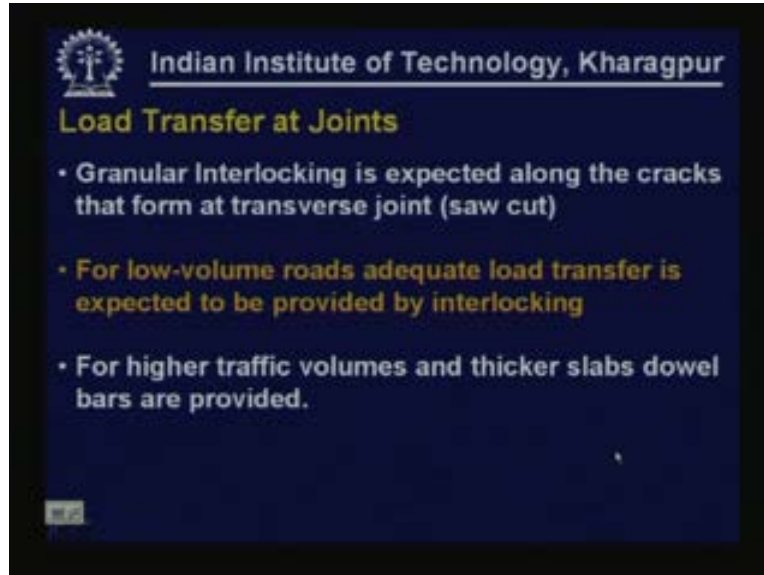 Indian Institute of Technology, Kharagpur
Load Transfer at Joints
• Granular Interlocking is expected along the cracks
that form at transverse joint (saw cut)
• For low-volume roads adequate load transfer is
expected to be provided by interlocking
• For higher traffic volumes and thicker slabs dowel
bars are provided.